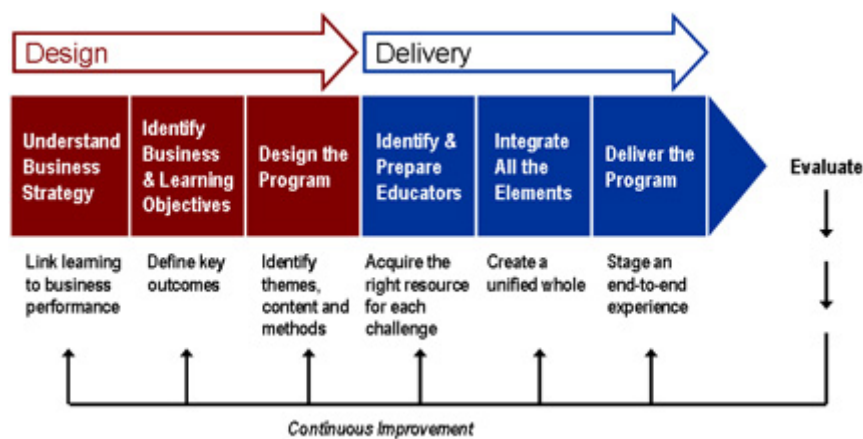 Design
Delivery
Understand
Business
Strategy
Identify
Business
& Learning
Objectives
Design the
Program
Identify &
Prepare
Educators
Integrate
All the
Elements
Deliver the
Program
Evaluate
Link learning
to business
performance
Define key
outcomes
Identify
themes,
content and
methods
Acquire the
right resource
for each
challenge
Create a
unified whole
Stage an
end-to-end
experience
Continuous Improvement